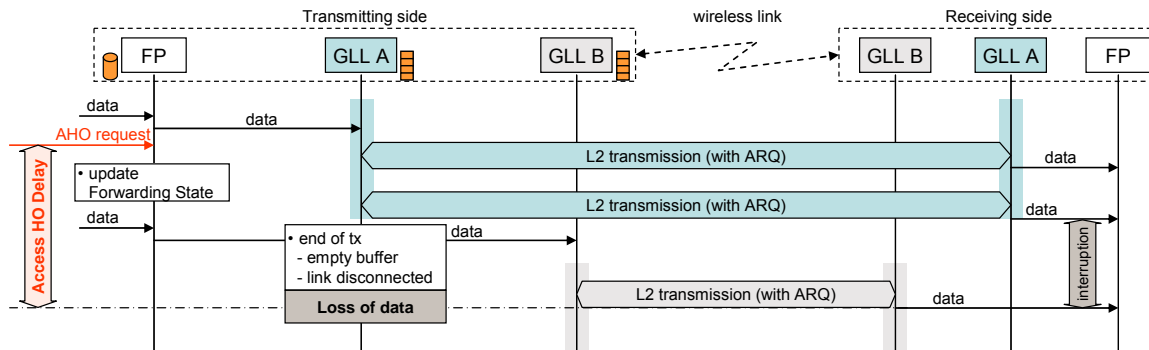 Transmitting side
wireless link
Receiving side
FP
GLL A
GLL B
GLL B
GLL A
FP
data
data
AHO request
L2 transmission (with ARQ)
data
• update
Forwarding State
L2 transmission (with ARQ)
data
data
data
• end of tx
- empty buffer
- link disconnected
Loss of data
L2 transmission (with ARQ)
data
interruption
Access HO Delay